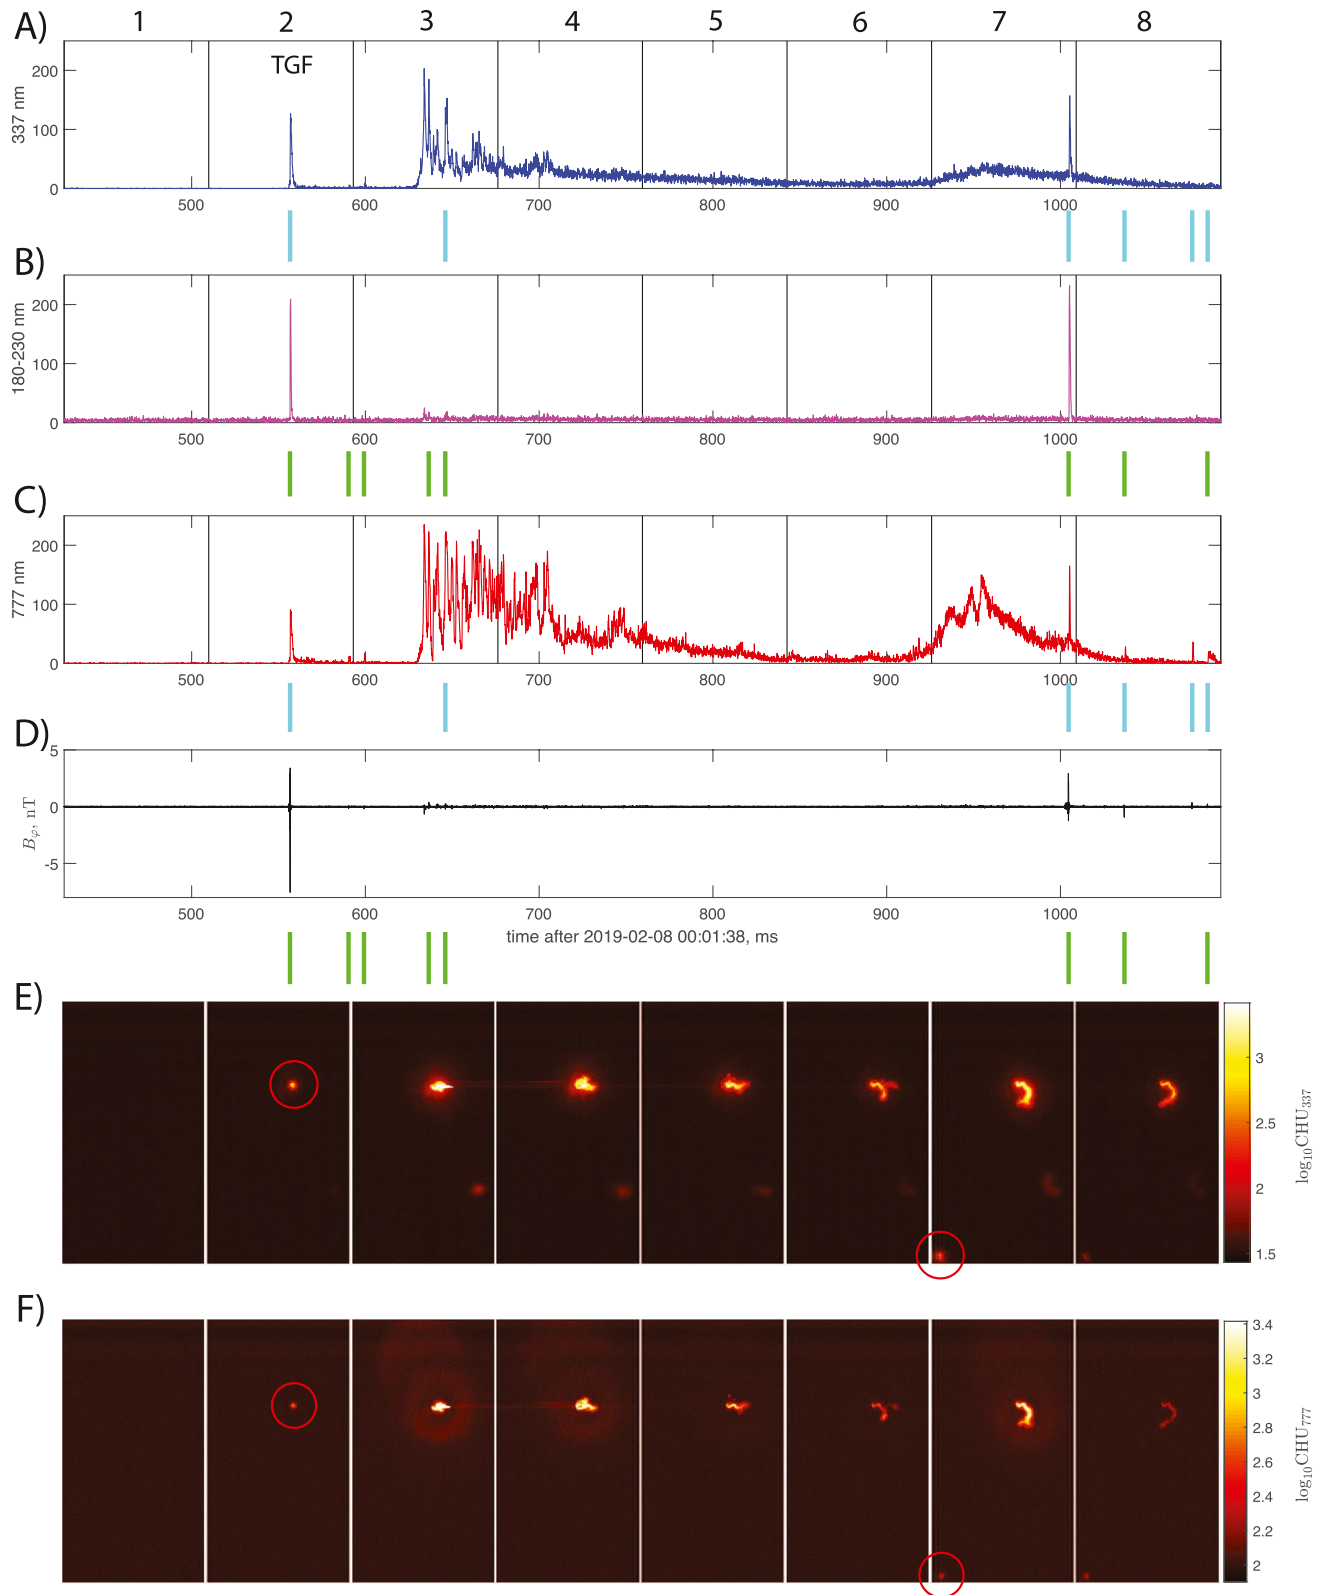 A) 1 2 3 4 5 6 7 8
TGF
337 nm
200
100
0
500 600 700 800 900 1000
B)
180-230 nm
200
100
0
500 600 700 800 900 1000
C)
777 nm
200
100
0
500 600 700 800 900 1000
D)
Bφ, nT
5
0
-5
500 600 700 800 900 1000
time after 2019-02-08 00:01:38, ms
E)
3
2.5
2
1.5
log₁₀CHU₃₃₇
F)
3.4
3.2
3
2.8
2.6
2.4
2.2
2
log₁₀CHU₇₇₇